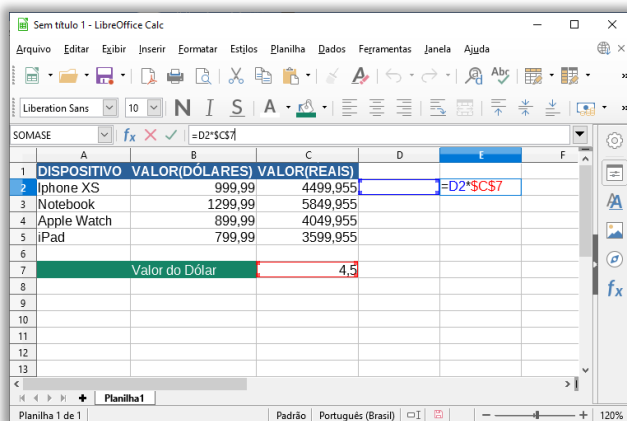 Sem título 1 - LibreOffice Calc
Arquivo Editar Exibir Inserir Formatar Estilos Planilha Dados Ferramentas Janela Ajuda
Liberation Sans 10 N I S A
SOMASE fx =D2*$C$7
A B C D E F
1 DISPOSITIVO VALOR(DÓLARES) VALOR(REAIS)
2 Iphone XS 999,99 4499,955 =D2*$C$7
3 Notebook 1299,99 5849,955
4 Apple Watch 899,99 4049,955
5 iPad 799,99 3599,955
6
7 Valor do Dólar 4,5
8
9
10
11
12
13
Planilha1
Planilha 1 de 1 Padrão Português (Brasil) 120%